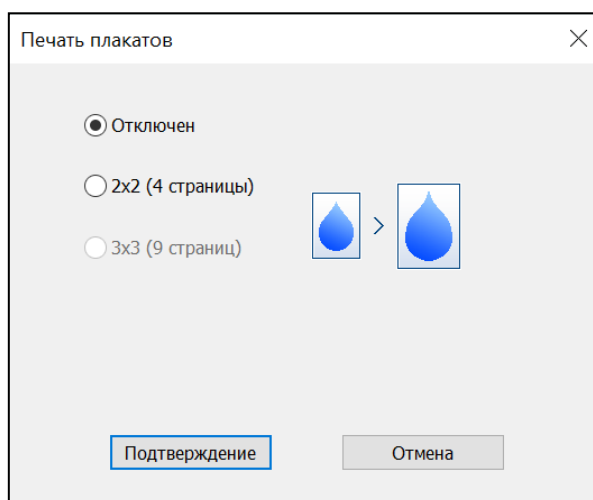 Печать плакатов
Отключен
2x2 (4 страницы)
3x3 (9 страниц)
>
Подтверждение
Отмена